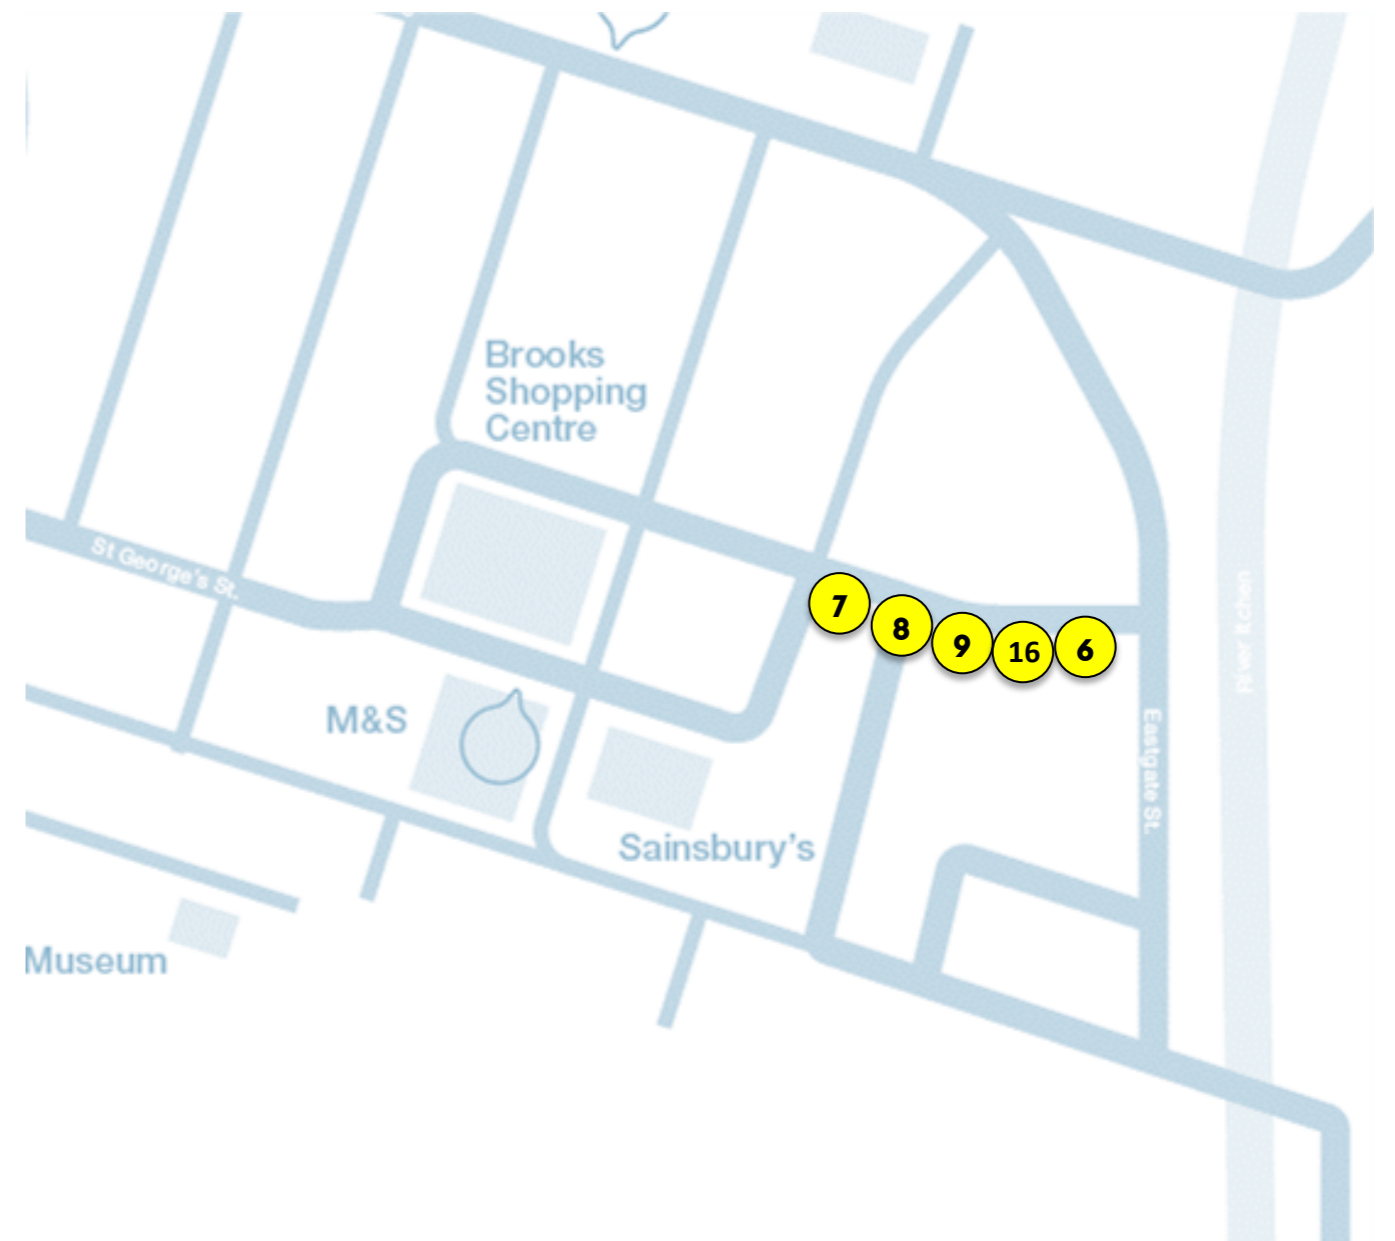 Brooks
Shopping
Centre
St George's St.
7
8
9
16
6
River Itchen
M&S
Eastgate St.
Sainsbury's
Museum